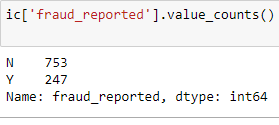 ic['fraud_reported'].value_counts()
N    753
Y    247
Name: fraud_reported, dtype: int64